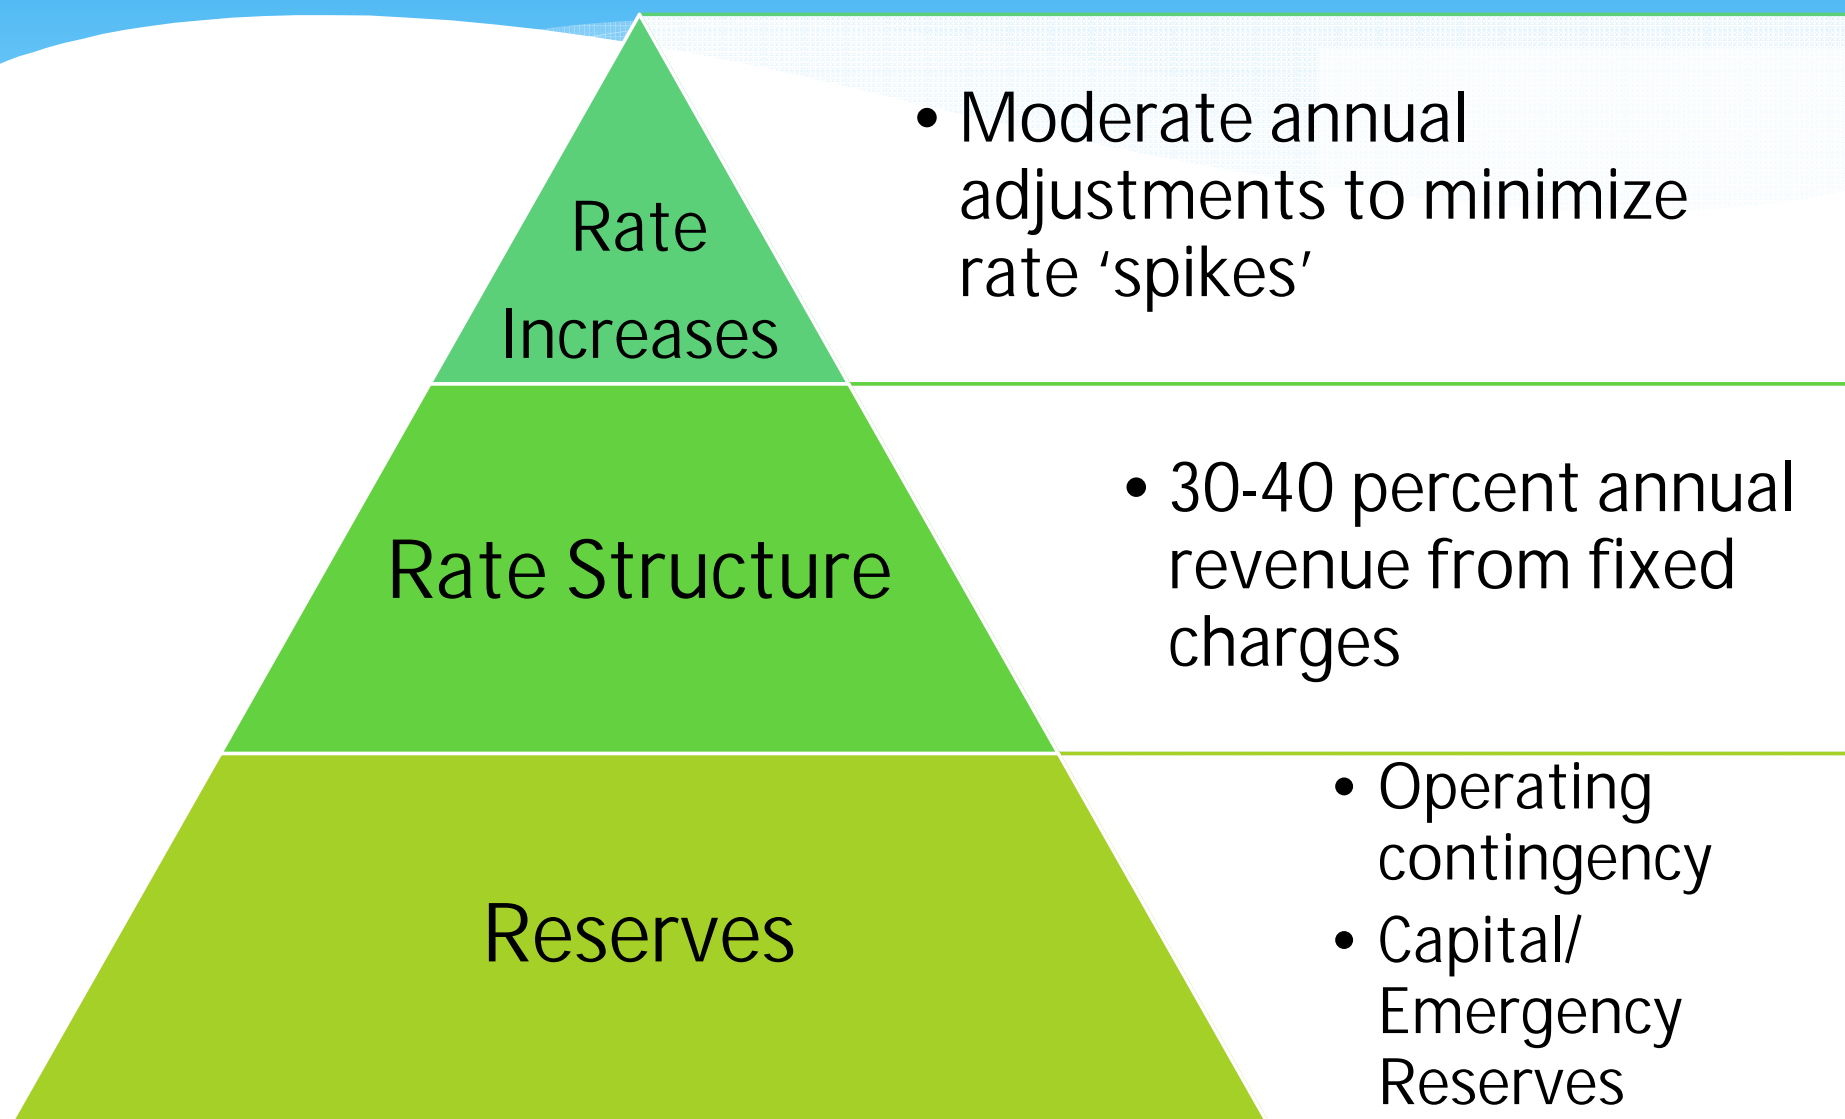 Rate
Increases
• Moderate annual
adjustments to minimize
rate ‘spikes’
Rate Structure
• 30-40 percent annual
revenue from fixed
charges
Reserves
• Operating
contingency
• Capital/
Emergency
Reserves